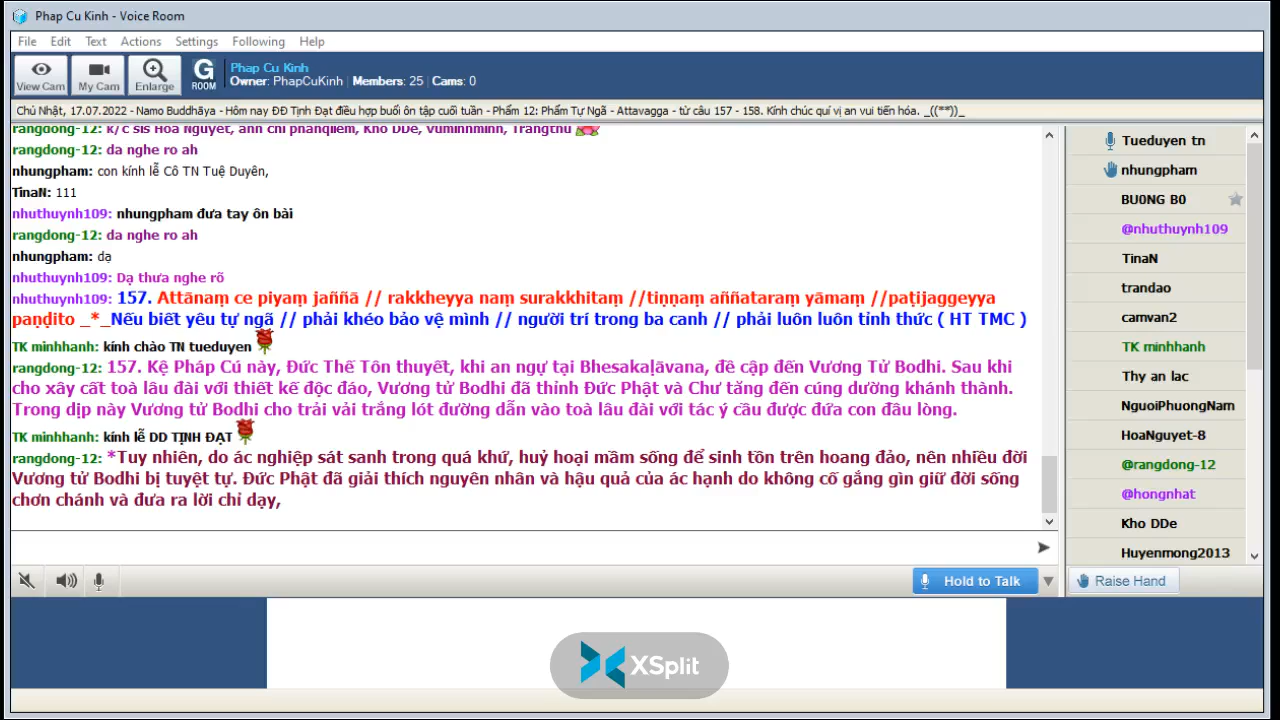 Phap Cu Kinh - Voice Room
File Edit Text Actions Settings Following Help
View Cam My Cam Enlarge G ROOM
Phap Cu Kinh
Owner: PhapCuKinh | Members: 25 | Cams: 0
Chủ Nhật, 17.07.2022 - Namo Buddhāya - Hôm nay ĐĐ Tịnh Đạt điều hợp buổi ôn tập cuối tuần - Phẩm 12: Phẩm Tự Ngã - Attavagga - từ câu 157 - 158. Kính chúc quí vị an vui tiến hóa. _((**))_
rangdong-12: k/c sis Hoa Nguyet, anh chi phanqliem, Kho DDe, vuminhminh, Trangthu
rangdong-12: da nghe ro ah
nhungpham: con kính lễ Cô TN Tuệ Duyên,
TinaN: 111
nhuthuynh109: nhungpham đưa tay ôn bài
rangdong-12: da nghe ro ah
nhungpham: dạ
nhuthuynh109: Dạ thưa nghe rõ
nhuthuynh109: 157. Attānaṃ ce piyaṃ jaññā // rakkheyya naṃ surakkhitaṃ //tiṇṇaṃ aññataraṃ yāmaṃ //paṭijaggeyya
paṇḍito _*_Nếu biết yêu tự ngã // phải khéo bảo vệ mình // người trí trong ba canh // phải luôn luôn tỉnh thức ( HT TMC )
TK minhhanh: kính chào TN tueduyen
rangdong-12: 157. Kệ Pháp Cú này, Đức Thế Tôn thuyết, khi an ngự tại Bhesakaḷāvana, đề cập đến Vương Tử Bodhi. Sau khi
cho xây cất toà lâu đài với thiết kế độc đáo, Vương tử Bodhi đã thỉnh Đức Phật và Chư tăng đến cúng dường khánh thành.
Trong dịp này Vương tử Bodhi cho trải vải trắng lót đường dẫn vào toà lâu đài với tác ý cầu được đứa con đầu lòng.
TK minhhanh: kính lễ DD TỊNH ĐẠT
rangdong-12: *Tuy nhiên, do ác nghiệp sát sanh trong quá khứ, huỷ hoại mầm sống để sinh tồn trên hoang đảo, nên nhiều đời
Vương tử Bodhi bị tuyệt tự. Đức Phật đã giải thích nguyên nhân và hậu quả của ác hạnh do không cố gắng gìn giữ đời sống
chơn chánh và đưa ra lời chỉ dạy,
Tueduyen tn
nhungpham
BU0NG B0
@nhuthuynh109
TinaN
trandao
camvan2
TK minhhanh
Thy an lac
NguoiPhuongNam
HoaNguyet-8
@rangdong-12
@hongnhat
Kho DDe
Huyenmong2013
Hold to Talk
Raise Hand
XSplit